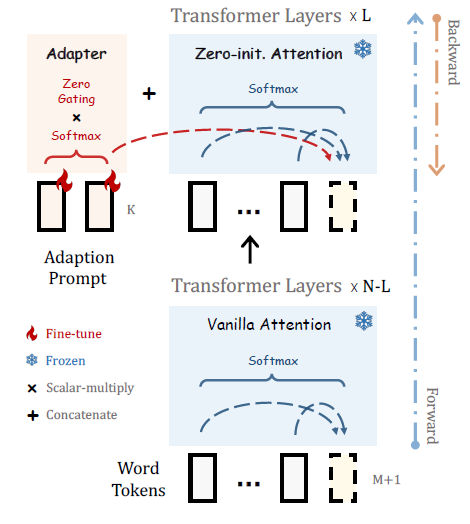 Transformer Layers x L
Adapter
Zero
Gating
×
Softmax
+
Zero-init. Attention
Softmax
Backward
K
...
Adaption
Prompt
Transformer Layers x N-L
Vanilla Attention
Softmax
Fine-tune
Frozen
× Scalar-multiply
+ Concatenate
Forward
Word
Tokens
...
M+1